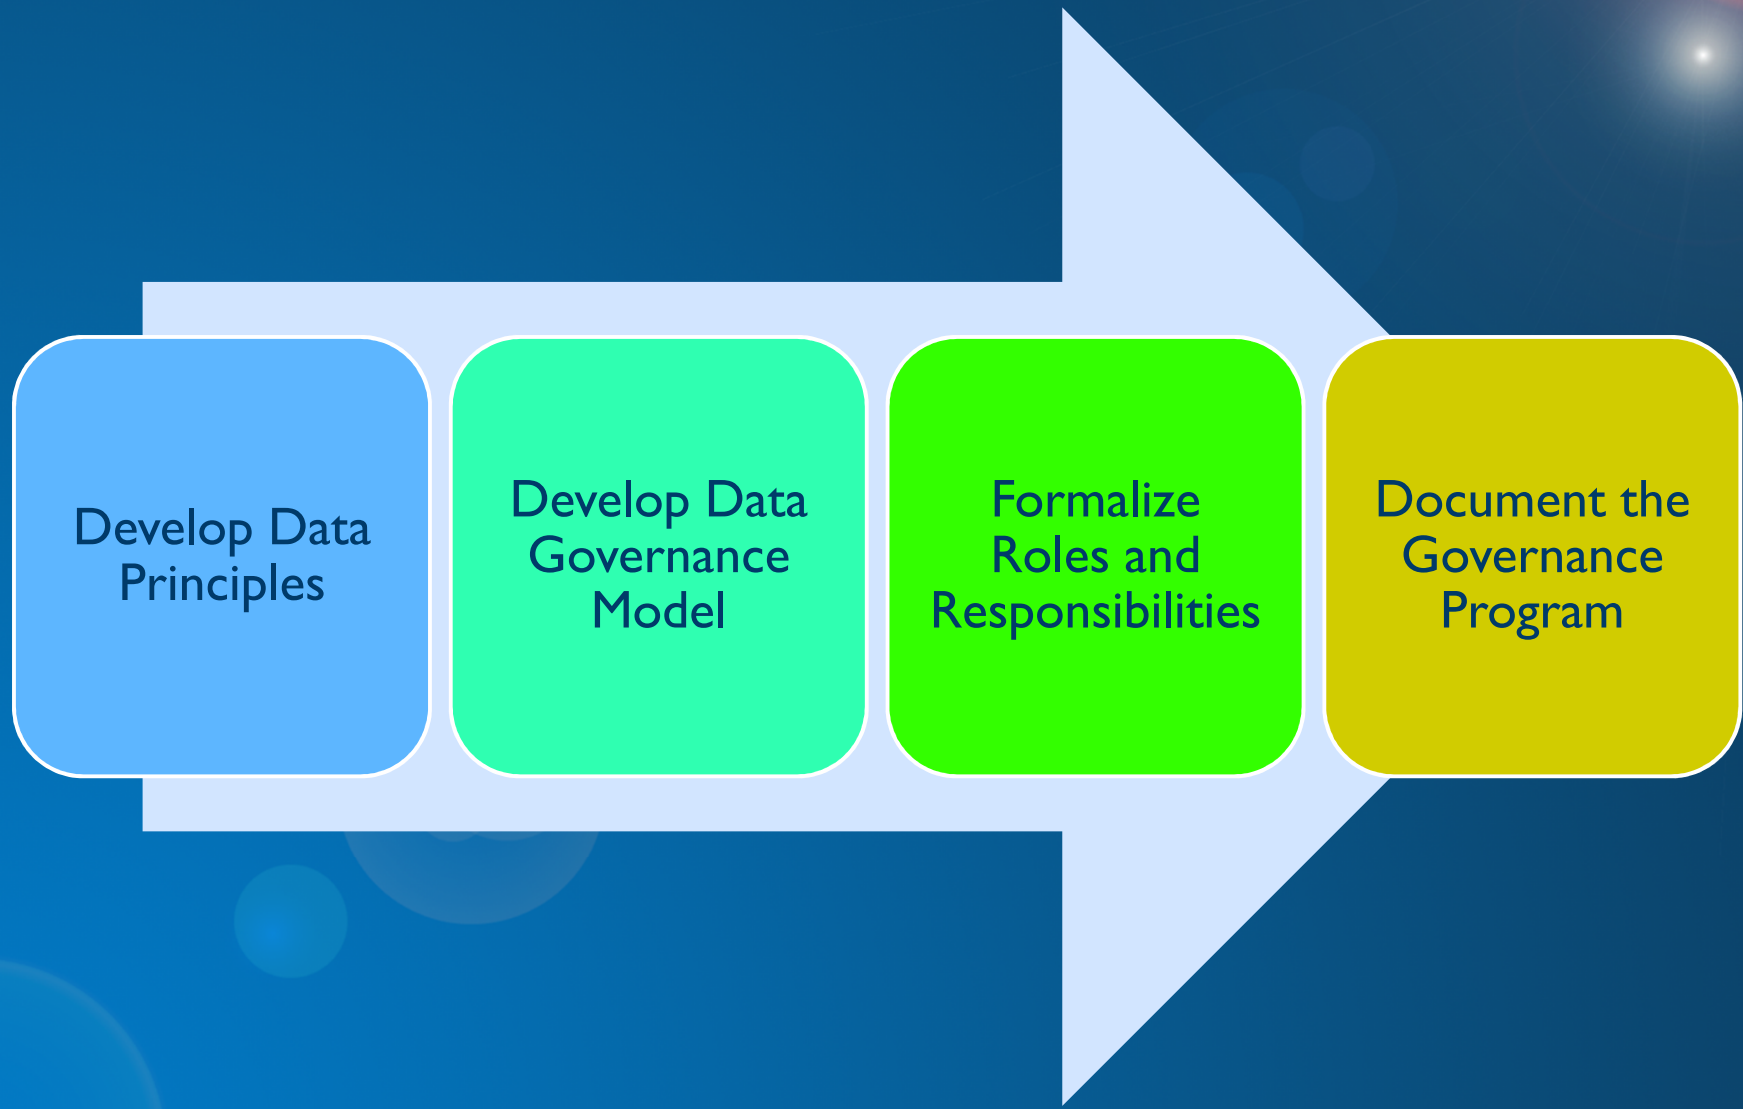 Develop Data
Principles
Develop Data
Governance
Model
Formalize
Roles and
Responsibilities
Document the
Governance
Program